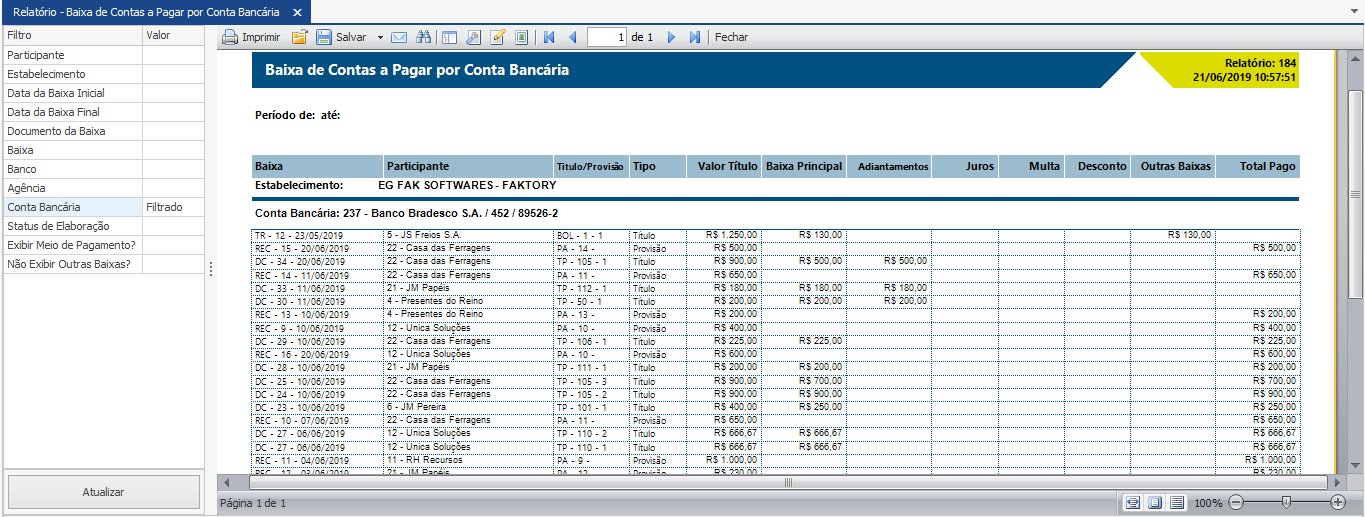 Relatório - Baixa de Contas a Pagar por Conta Bancária
Filtro Valor
Participante
Estabelecimento
Data da Baixa Inicial
Data da Baixa Final
Documento da Baixa
Baixa
Banco
Agência
Conta Bancária Filtrado
Status de Elaboração
Exibir Meio de Pagamento?
Não Exibir Outras Baixas?
Atualizar
Imprimir Salvar 1 de 1 Fechar
Baixa de Contas a Pagar por Conta Bancária
Relatório: 184
21/06/2019 10:57:51
Período de: até:
Baixa Participante Titulo/Provisão Tipo Valor Título Baixa Principal Adiantamentos Juros Multa Desconto Outras Baixas Total Pago
Estabelecimento: EG FAK SOFTWARES - FAKTORY
Conta Bancária: 237 - Banco Bradesco S.A. / 452 / 89526-2
TR - 12 - 23/05/2019 5 - JS Freios S.A. BOL - 1 - 1 Título R$ 1.250,00 R$ 130,00 R$ 130,00
REC - 15 - 20/06/2019 22 - Casa das Ferragens PA - 14 - Provisão R$ 500,00 R$ 500,00
DC - 34 - 20/06/2019 22 - Casa das Ferragens TP - 105 - 1 Título R$ 900,00 R$ 500,00 R$ 500,00
REC - 14 - 11/06/2019 22 - Casa das Ferragens PA - 11 - Provisão R$ 650,00 R$ 650,00
DC - 33 - 11/06/2019 21 - JM Papéis TP - 112 - 1 Título R$ 180,00 R$ 180,00 R$ 180,00
DC - 30 - 11/06/2019 4 - Presentes do Reino TP - 50 - 1 Título R$ 200,00 R$ 200,00 R$ 200,00
REC - 13 - 10/06/2019 4 - Presentes do Reino PA - 13 - Provisão R$ 200,00 R$ 200,00
REC - 9 - 10/06/2019 12 - Unica Soluções PA - 10 - Provisão R$ 400,00 R$ 400,00
DC - 29 - 10/06/2019 22 - Casa das Ferragens TP - 106 - 1 Título R$ 225,00 R$ 225,00 R$ 225,00
REC - 16 - 20/06/2019 12 - Unica Soluções PA - 10 - Provisão R$ 600,00 R$ 600,00
DC - 28 - 10/06/2019 21 - JM Papéis TP - 111 - 1 Título R$ 200,00 R$ 200,00 R$ 200,00
DC - 25 - 10/06/2019 22 - Casa das Ferragens TP - 105 - 3 Título R$ 900,00 R$ 700,00 R$ 700,00
DC - 24 - 10/06/2019 22 - Casa das Ferragens TP - 105 - 2 Título R$ 900,00 R$ 900,00 R$ 900,00
DC - 23 - 10/06/2019 6 - JM Pereira TP - 101 - 1 Título R$ 400,00 R$ 250,00 R$ 250,00
REC - 10 - 07/06/2019 22 - Casa das Ferragens PA - 11 - Provisão R$ 650,00 R$ 650,00
DC - 27 - 06/06/2019 12 - Unica Soluções TP - 110 - 2 Título R$ 666,67 R$ 666,67 R$ 666,67
DC - 27 - 06/06/2019 12 - Unica Soluções TP - 110 - 1 Título R$ 666,67 R$ 666,67 R$ 666,67
REC - 11 - 04/06/2019 11 - RH Recursos PA - 9 - Provisão R$ 1.000,00 R$ 1.000,00
REC - 12 - 03/06/2019 21 - JM Papéis PA - 12 - Provisão R$ 230,00 R$ 230,00
Página 1 de 1 100%